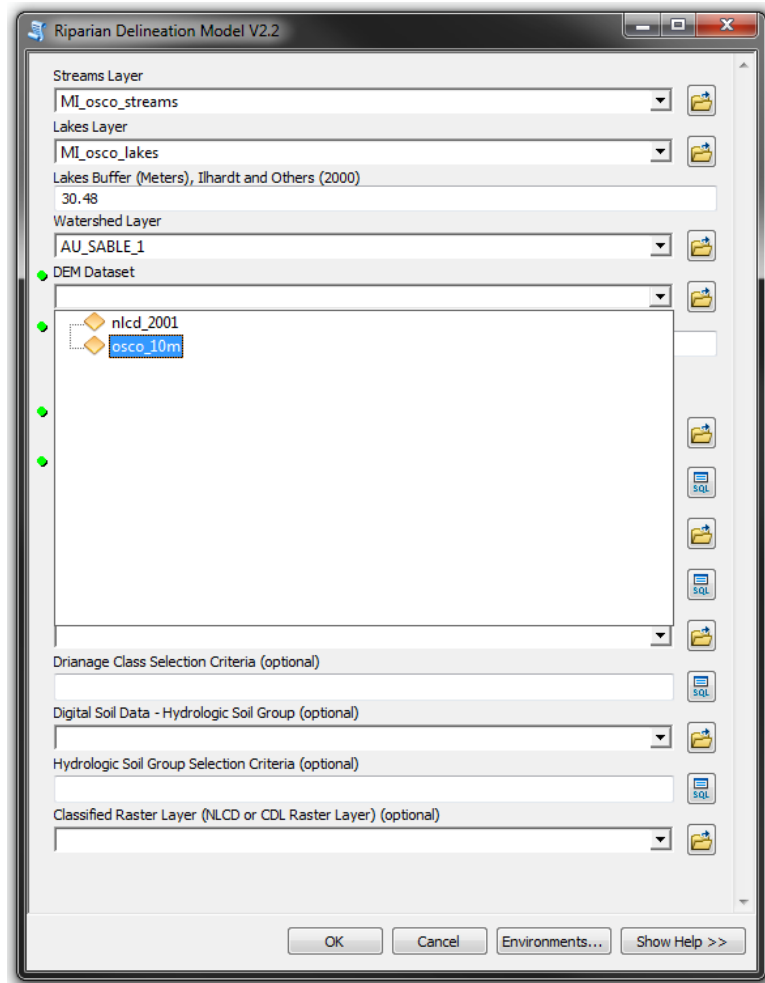 Riparian Delineation Model V2.2
Streams Layer
MI_osco_streams
Lakes Layer
MI_osco_lakes
Lakes Buffer (Meters), Ilhardt and Others (2000)
30.48
Watershed Layer
AU_SABLE_1
DEM Dataset
nlcd_2001
osco_10m
SQL
SQL
Drianage Class Selection Criteria (optional)
SQL
Digital Soil Data - Hydrologic Soil Group (optional)
Hydrologic Soil Group Selection Criteria (optional)
SQL
Classified Raster Layer (NLCD or CDL Raster Layer) (optional)
OK Cancel Environments... Show Help >>